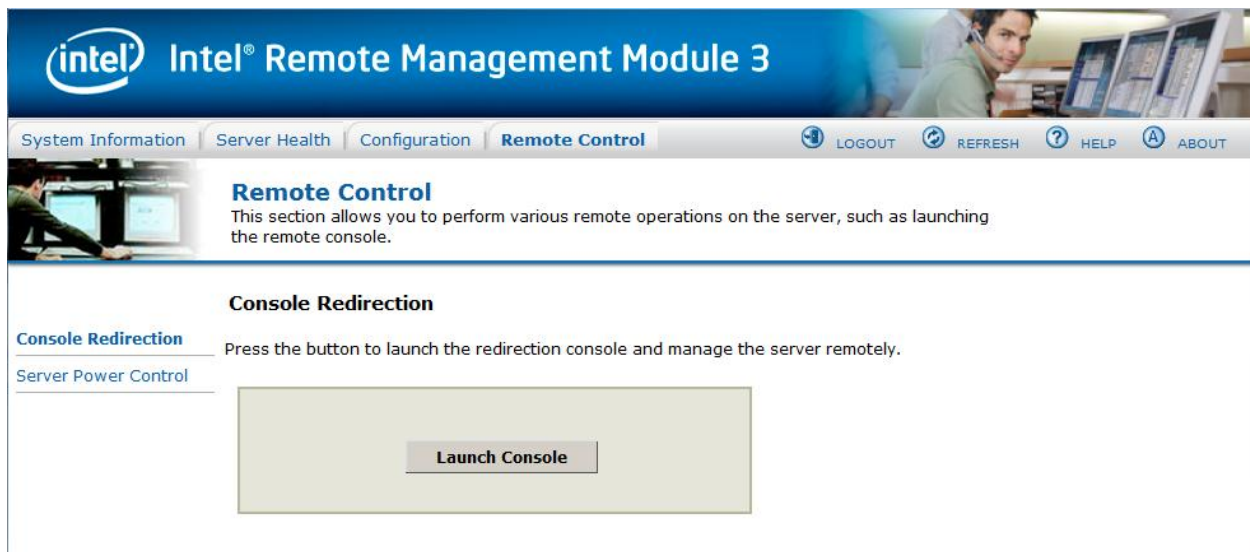 intel® Intel® Remote Management Module 3
System Information Server Health Configuration Remote Control LOGOUT REFRESH ? HELP A ABOUT
Remote Control
This section allows you to perform various remote operations on the server, such as launching
the remote console.
Console Redirection
Console Redirection
Press the button to launch the redirection console and manage the server remotely.
Server Power Control
Launch Console